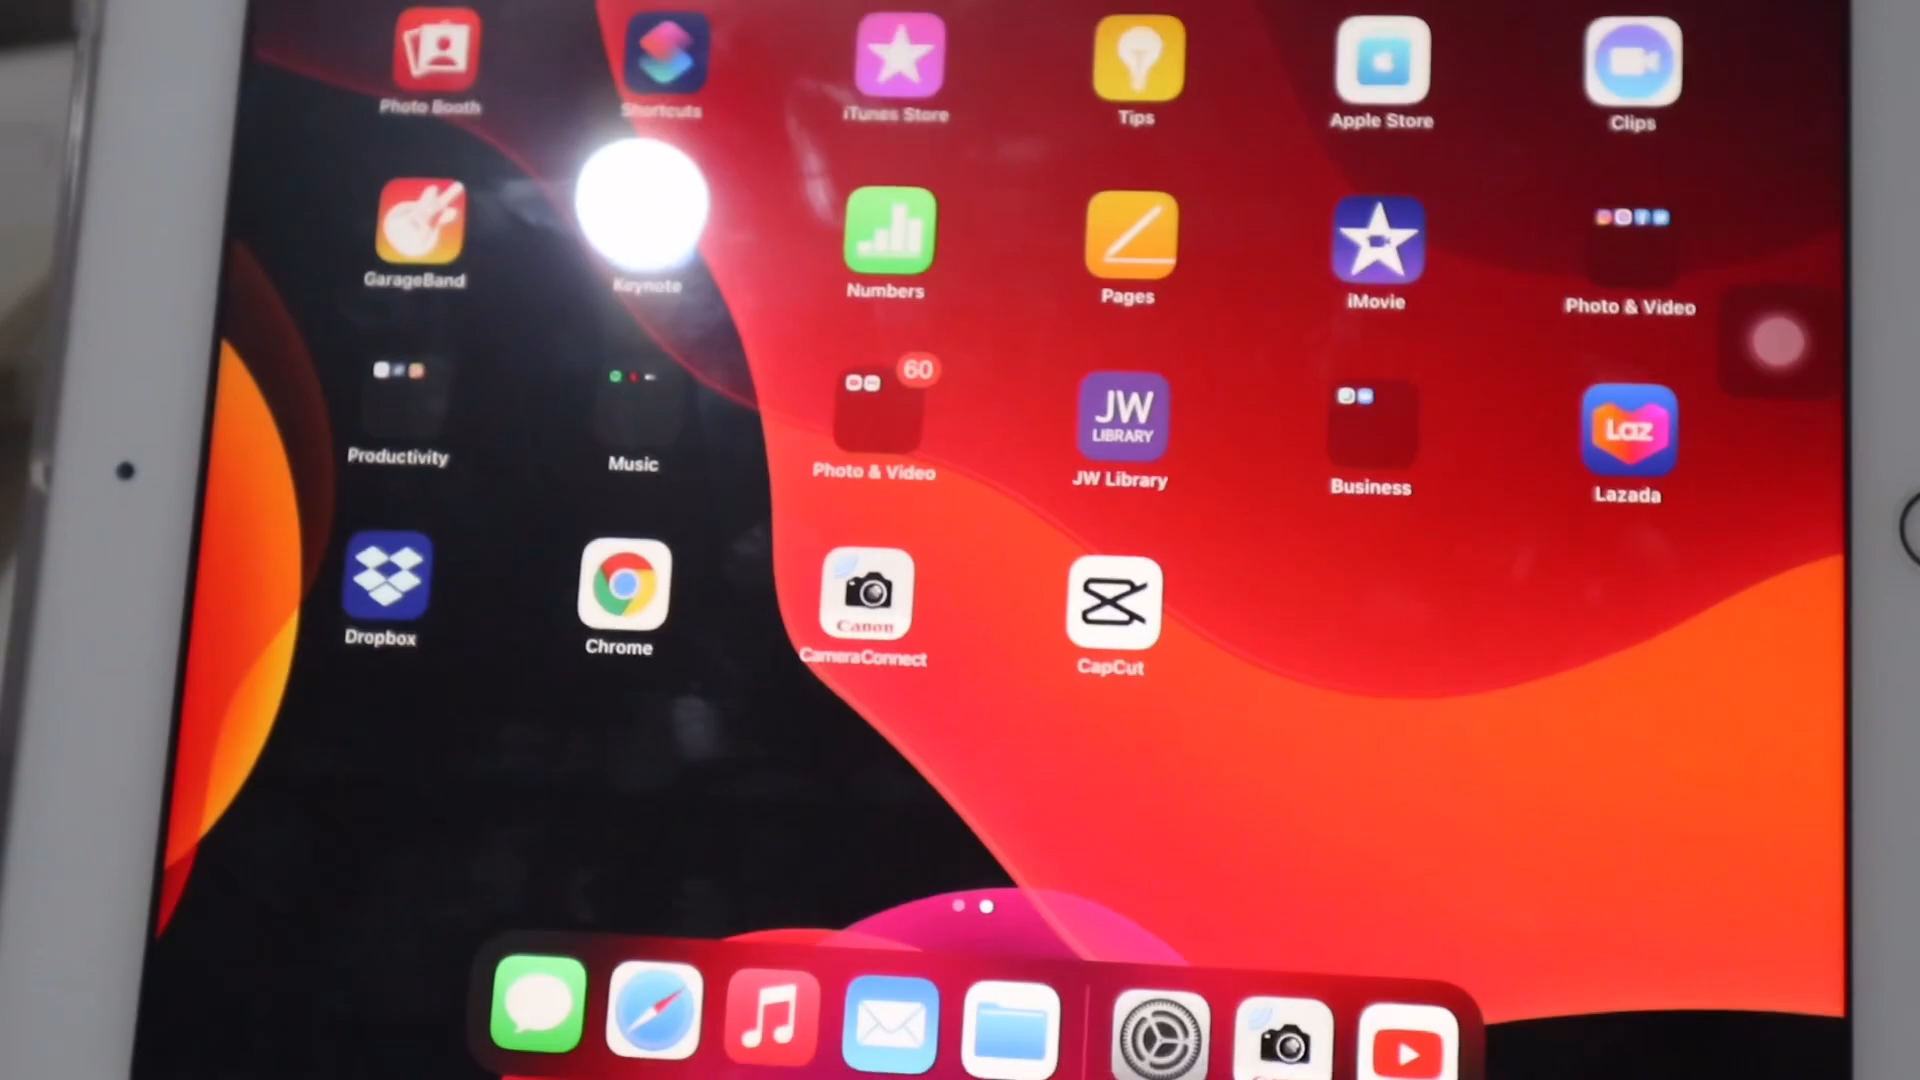 Photo Booth
Shortcuts
iTunes Store
Tips
Apple Store
Clips
GarageBand
Keynote
Numbers
Pages
iMovie
Photo & Video
Productivity
Music
60
Photo & Video
JW
LIBRARY
JW Library
Business
Laz
Lazada
Dropbox
Chrome
Canon
CameraConnect
CapCut